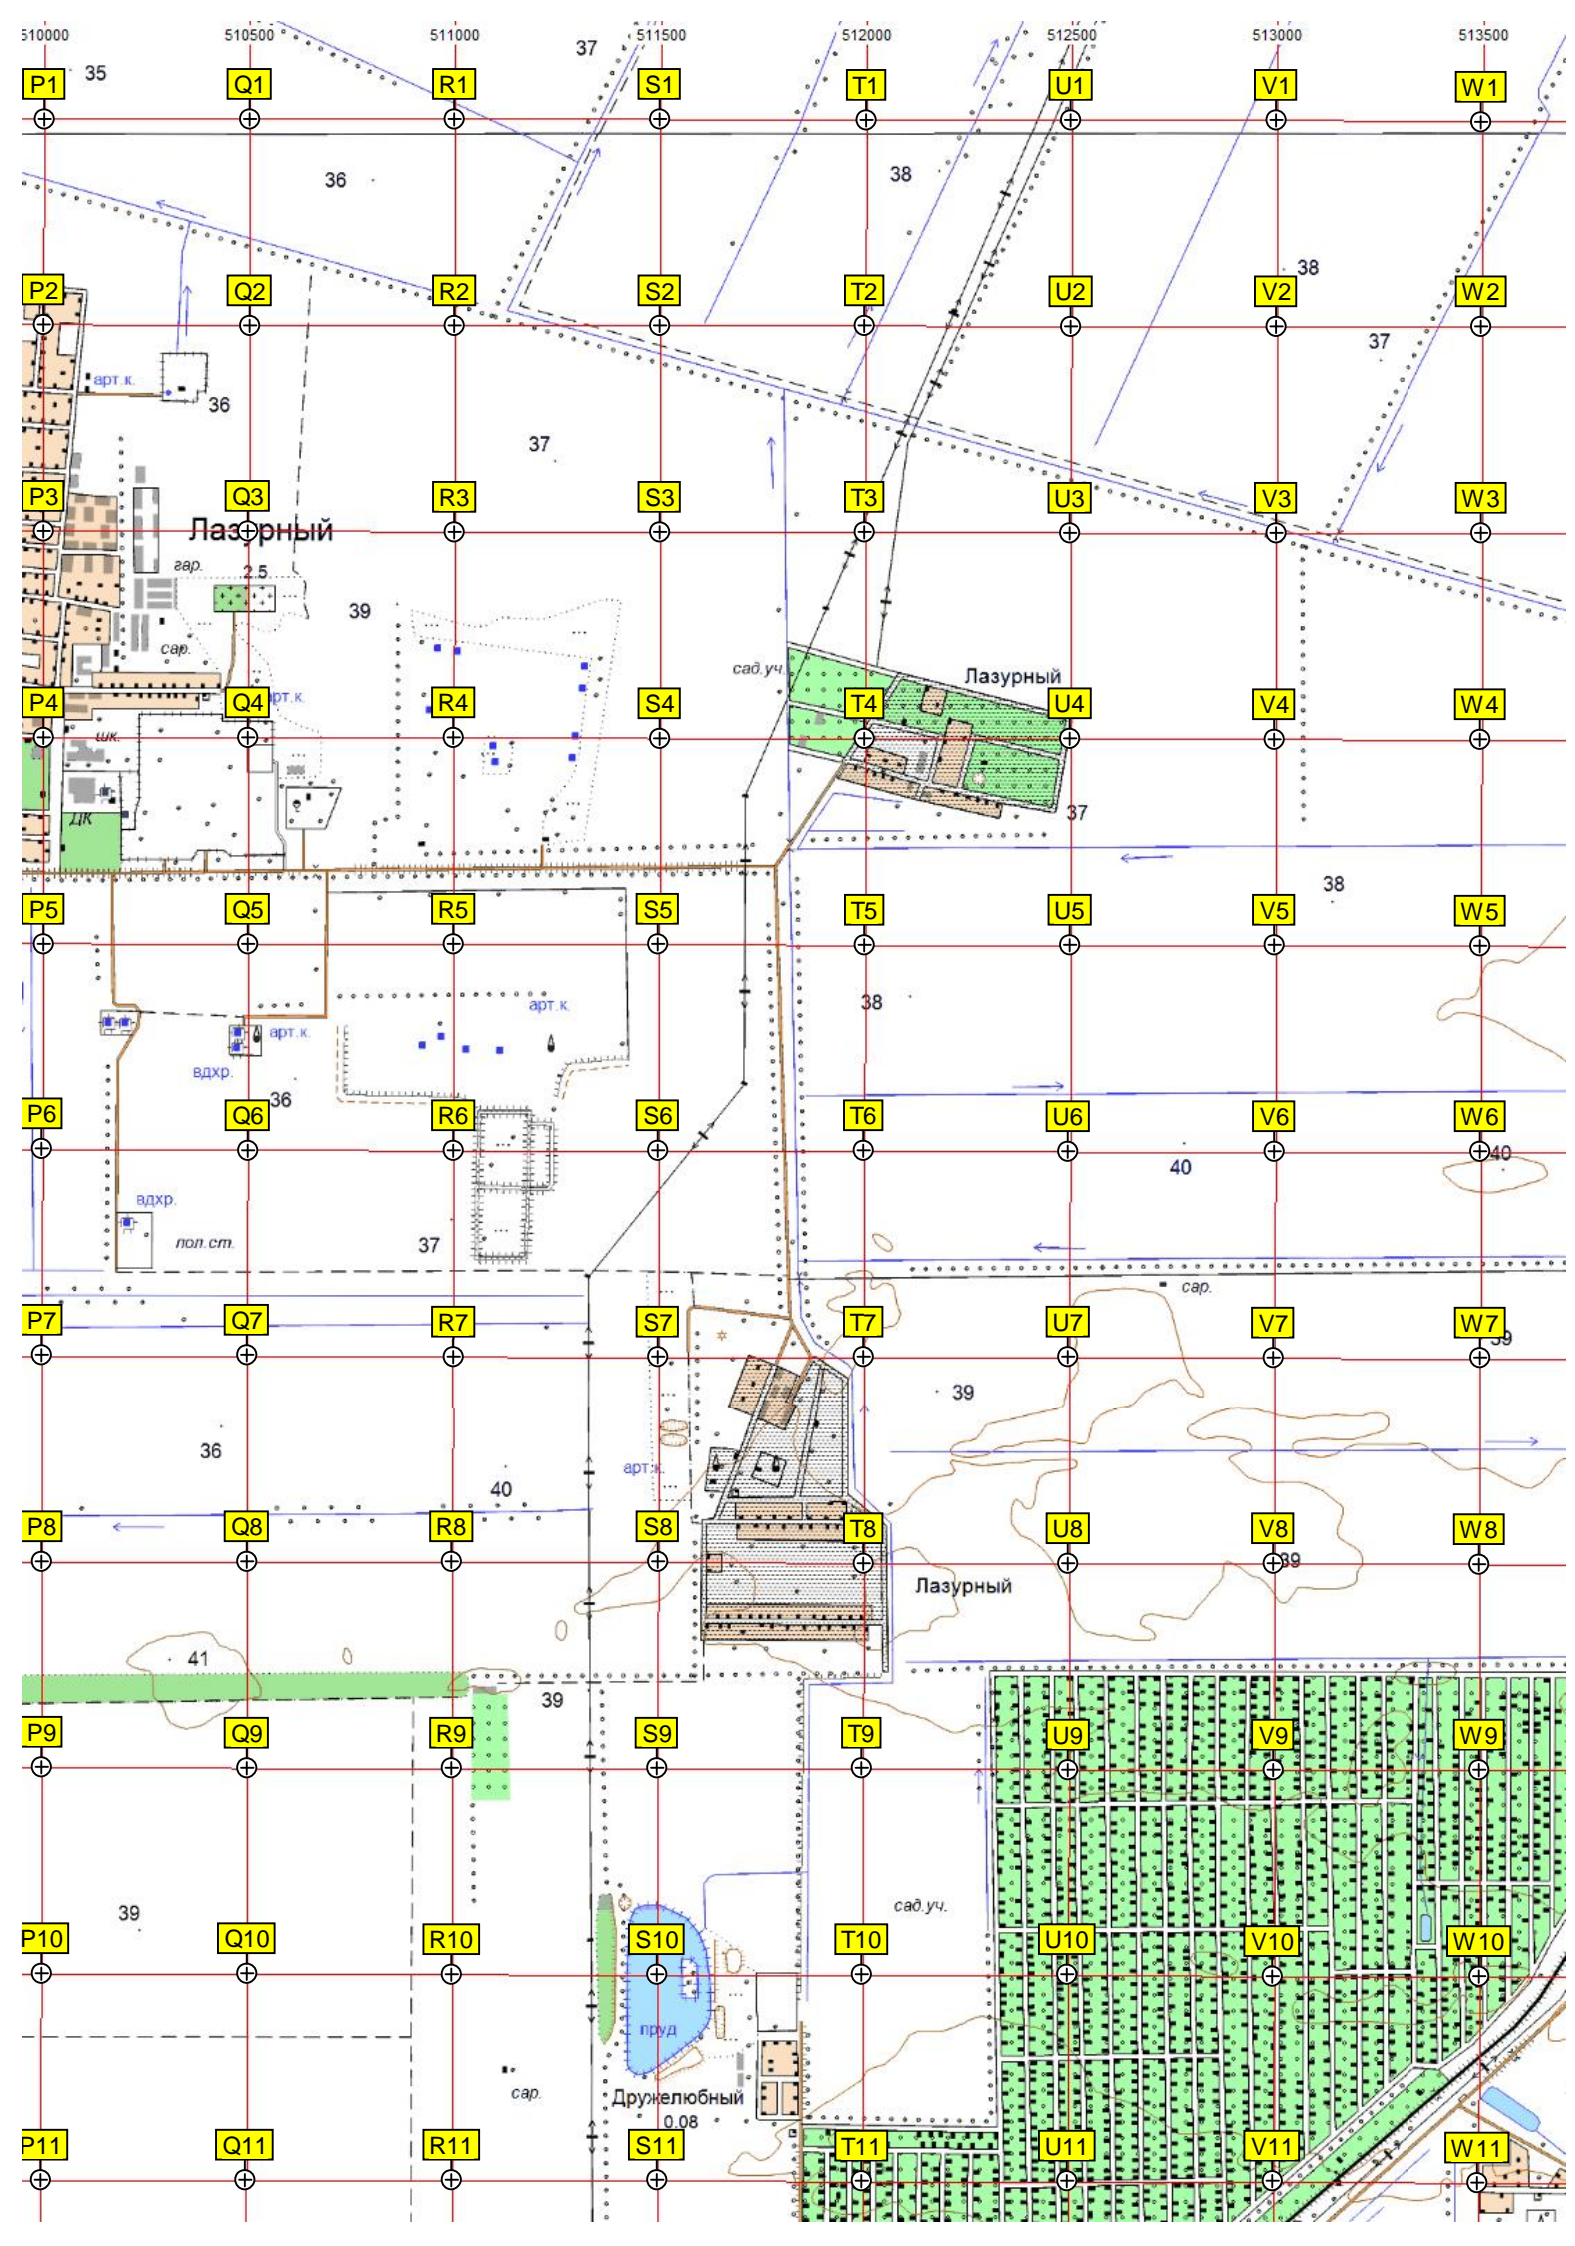 510000 510500 511000 511500 512000 512500 513000 513500
35 37
P1 Q1 R1 S1 T1 U1 V1 W1
36 38
38
P2 Q2 R2 S2 T2 U2 V2 W2
37
арт.к.
36
37
P3 Q3 R3 S3 T3 U3 V3 W3
Лазурный
гар. 2.5
39
сар. сад.уч. Лазурный
арт.к.
P4 Q4 R4 S4 T4 U4 V4 W4
шк.
ДК 37
38
P5 Q5 R5 S5 T5 U5 V5 W5
арт.к. 38
арт.к.
вдхр.
36
P6 Q6 R6 S6 T6 U6 V6 W6
40 40
вдхр.
пол.ст. 37
сар.
P7 Q7 R7 S7 T7 U7 V7 W7
39
39
36 арт.к.
40
P8 Q8 R8 S8 T8 U8 V8 W8
39
Лазурный
41
39
P9 Q9 R9 S9 T9 U9 V9 W9
39 сад.уч.
P10 Q10 R10 S10 T10 U10 V10 W10
пруд
сар. Дружелюбный
0.08
P11 Q11 R11 S11 T11 U11 V11 W11